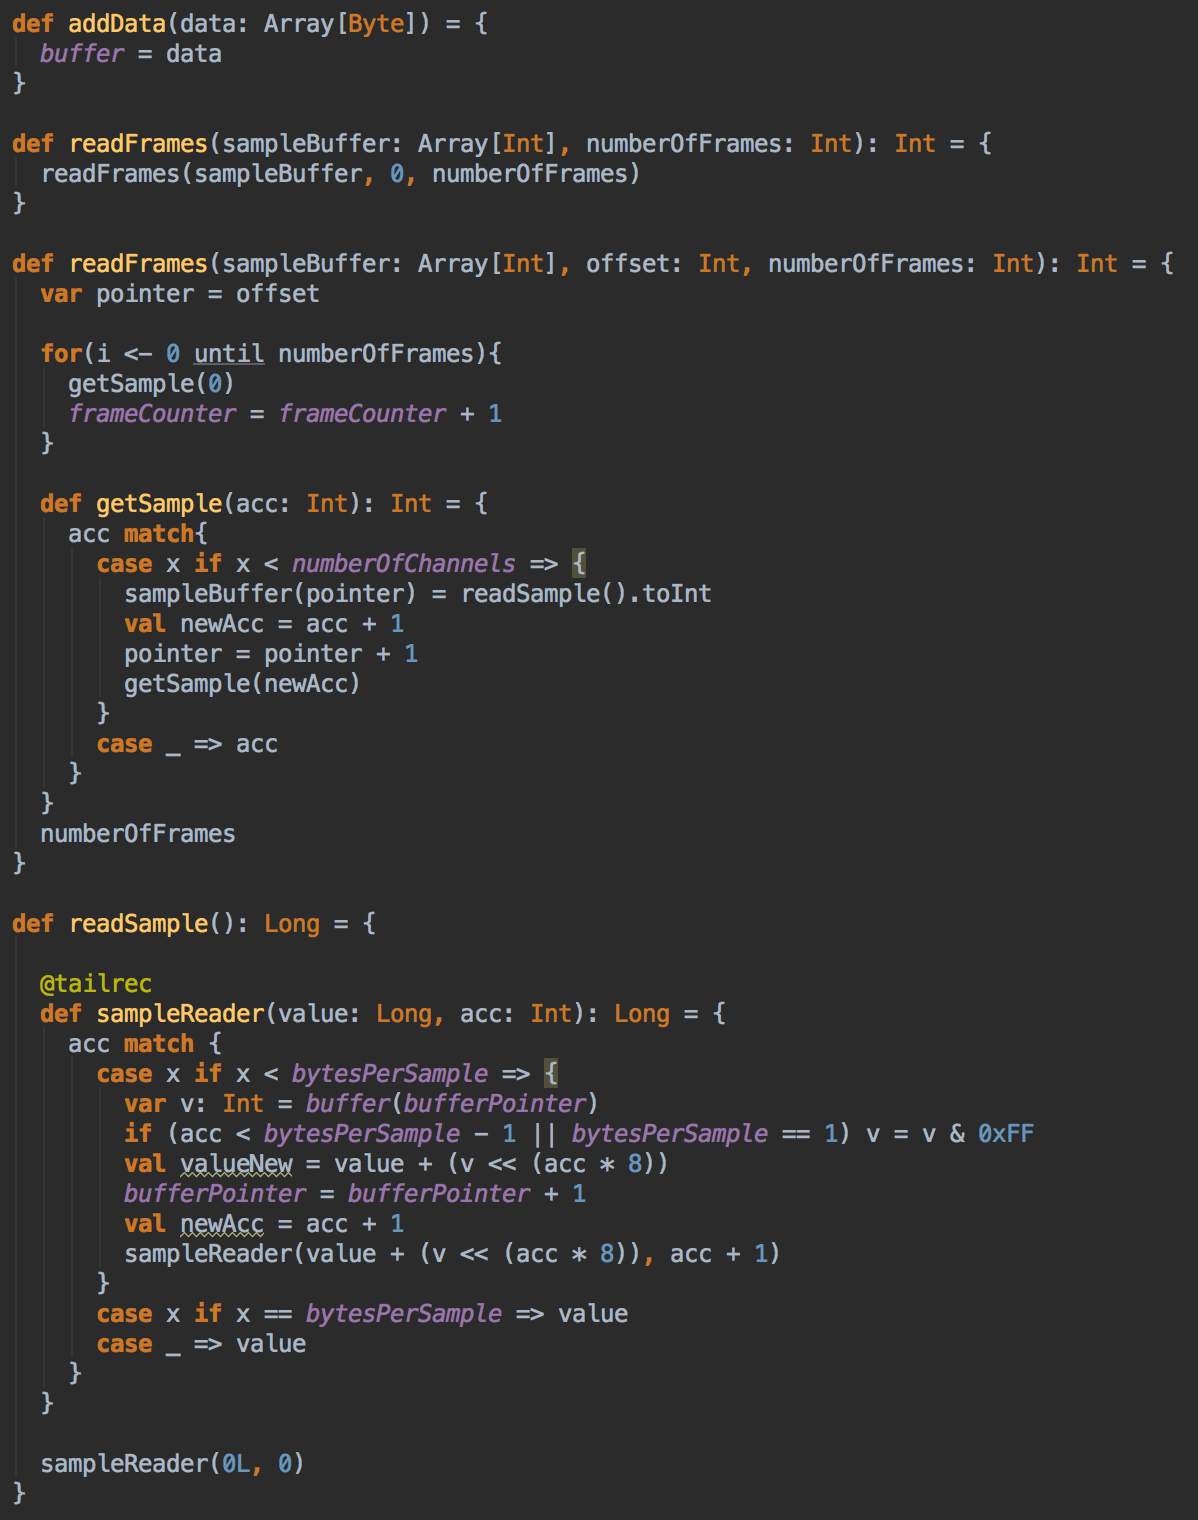 def addData(data: Array[Byte]) = {
  buffer = data
}

def readFrames(sampleBuffer: Array[Int], numberOfFrames: Int): Int = {
  readFrames(sampleBuffer, 0, numberOfFrames)
}

def readFrames(sampleBuffer: Array[Int], offset: Int, numberOfFrames: Int): Int = {
  var pointer = offset

  for(i <- 0 until numberOfFrames){
    getSample(0)
    frameCounter = frameCounter + 1
  }

  def getSample(acc: Int): Int = {
    acc match{
      case x if x < numberOfChannels => {
        sampleBuffer(pointer) = readSample().toInt
        val newAcc = acc + 1
        pointer = pointer + 1
        getSample(newAcc)
      }
      case _ => acc
    }
  }
  numberOfFrames
}

def readSample(): Long = {

  @tailrec
  def sampleReader(value: Long, acc: Int): Long = {
    acc match {
      case x if x < bytesPerSample => {
        var v: Int = buffer(bufferPointer)
        if (acc < bytesPerSample - 1 || bytesPerSample == 1) v = v & 0xFF
        val valueNew = value + (v << (acc * 8))
        bufferPointer = bufferPointer + 1
        val newAcc = acc + 1
        sampleReader(value + (v << (acc * 8)), acc + 1)
      }
      case x if x == bytesPerSample => value
      case _ => value
    }
  }

  sampleReader(0L, 0)
}